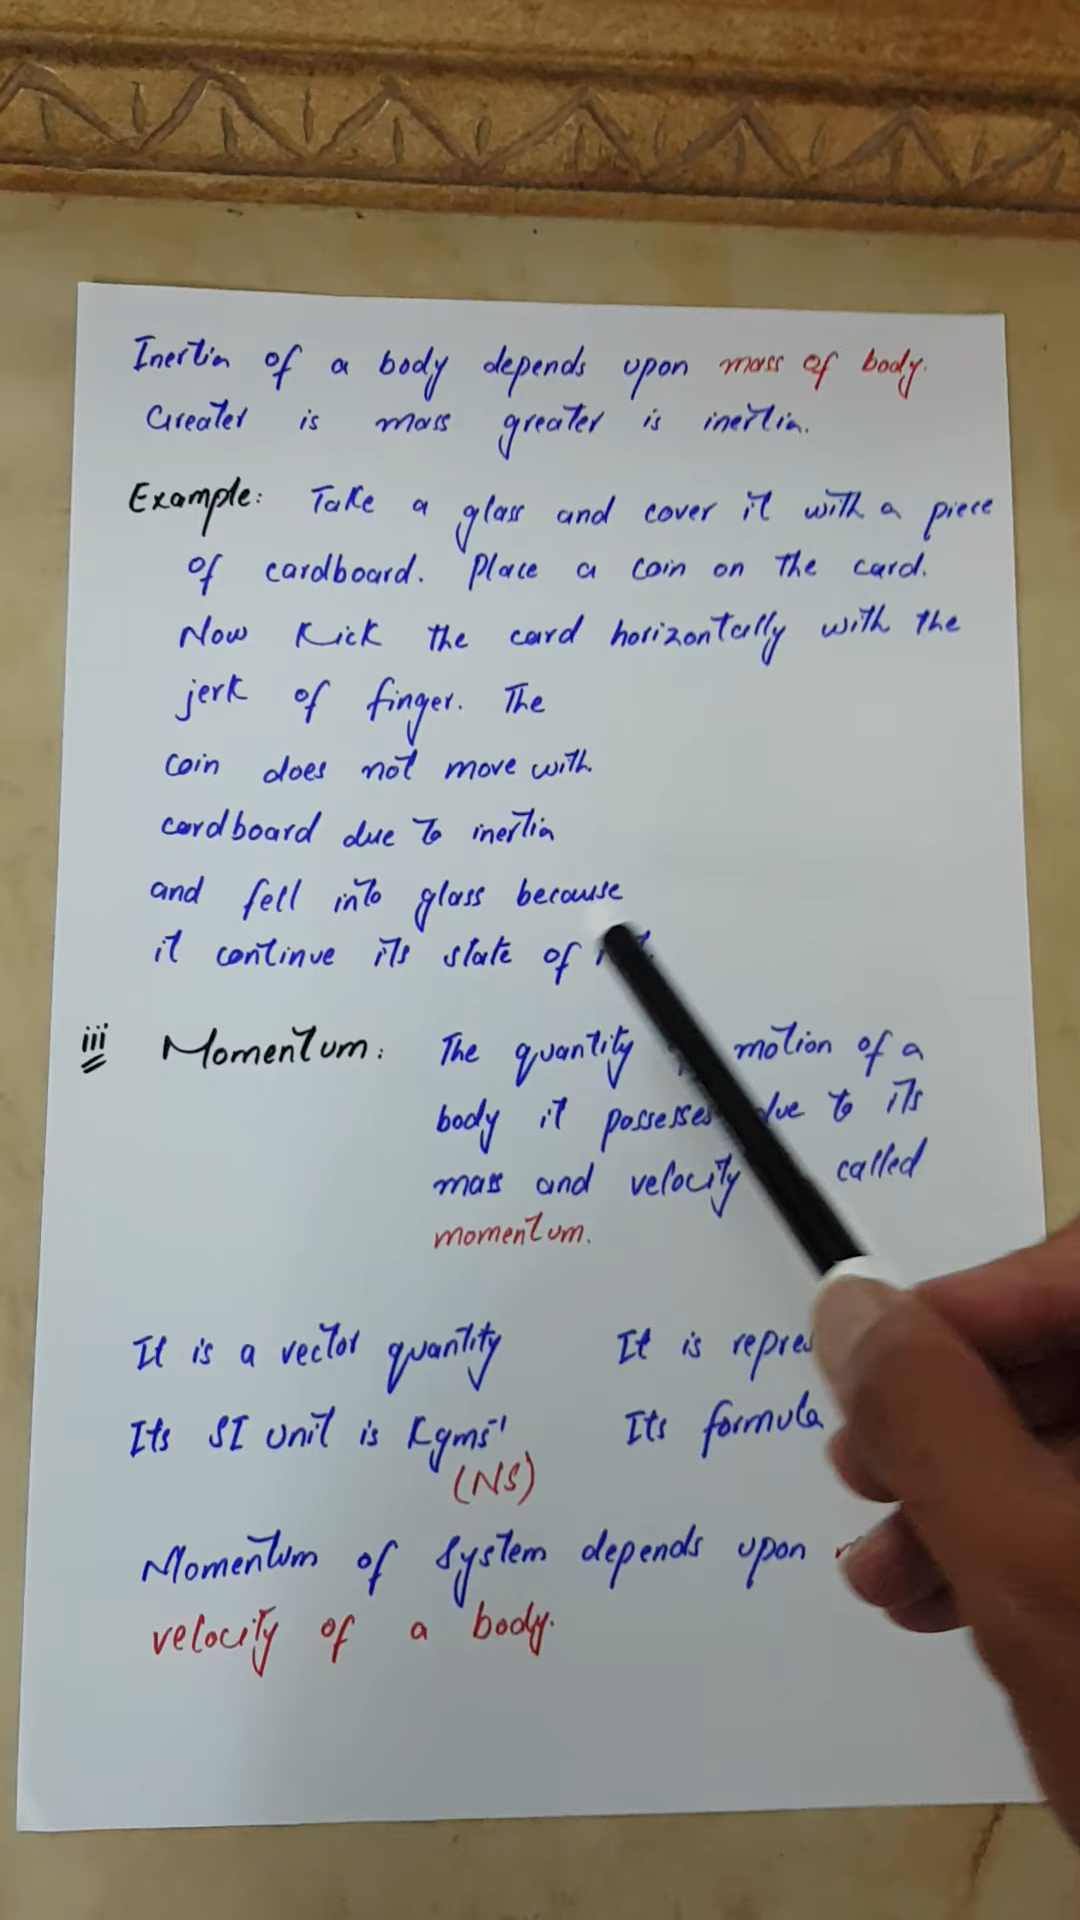 Inertia of a body depends upon mass of body.
Greater is mass greater is inertia.
Example: Take a glass and cover it with a piece
of cardboard. Place a coin on the card.
Now Kick the card horizontally with the
jerk of finger. The
coin does not move with
cardboard due to inertia
and fell into glass because
it continue its state of
iii Momentum: The quantity motion of a
body it possesses due to its
mass and velocity called
momentum.
It is a vector quantity It is
Its SI unit is Kgms⁻¹ Its formula
(NS)
Momentum of system depends upon
velocity of a body.